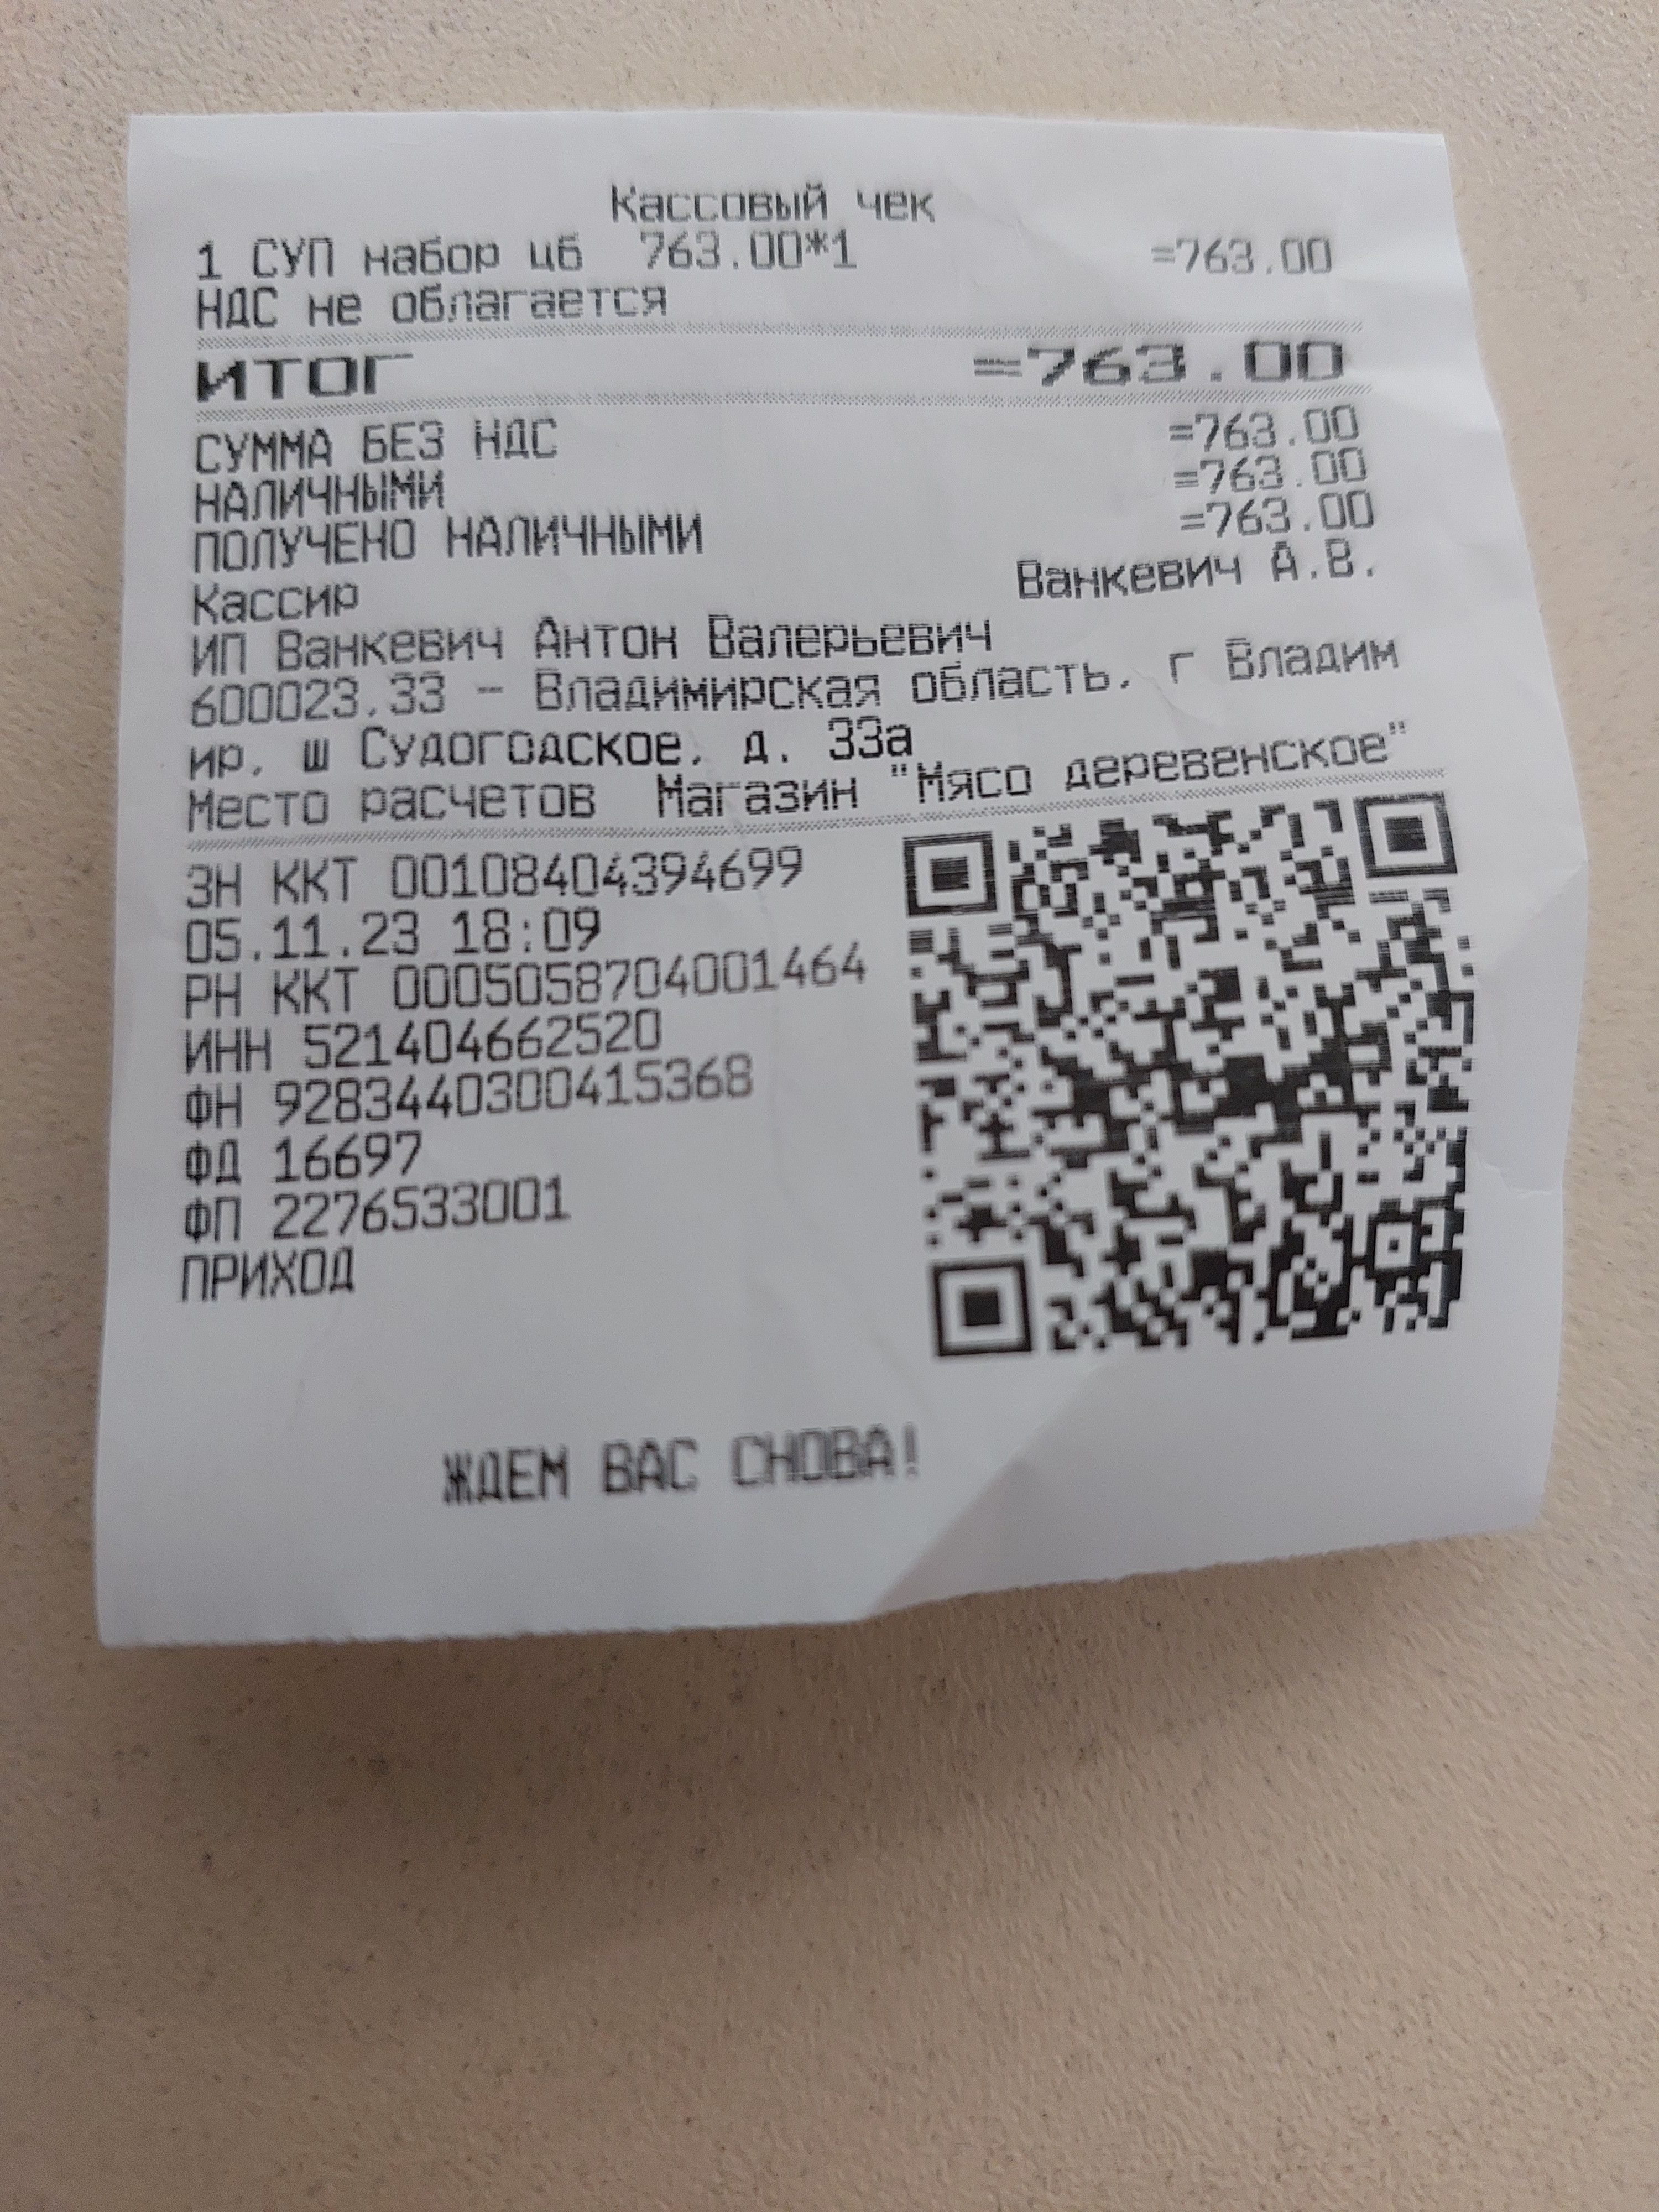 Кассовый чек
1 СУП набор цб 763.00*1 =763.00
НДС не облагается
ИТОГ =763.00
СУММА БЕЗ НДС =763.00
НАЛИЧНЫМИ =763.00
ПОЛУЧЕНО НАЛИЧНЫМИ =763.00
Кассир Ванкевич А.В.
ИП Ванкевич Антон Валерьевич
600023,33 - Владимирская область, г Владим
ир, ш Судогодское, д. 33а
Место расчетов Магазин "Мясо деревенское"
ЗН ККТ 00108404394699
05.11.23 18:09
РН ККТ 0005058704001464
ИНН 521404662520
ФН 9283440300415368
ФД 16697
ФП 2276533001
ПРИХОД
ЖДЕМ ВАС СНОВА!